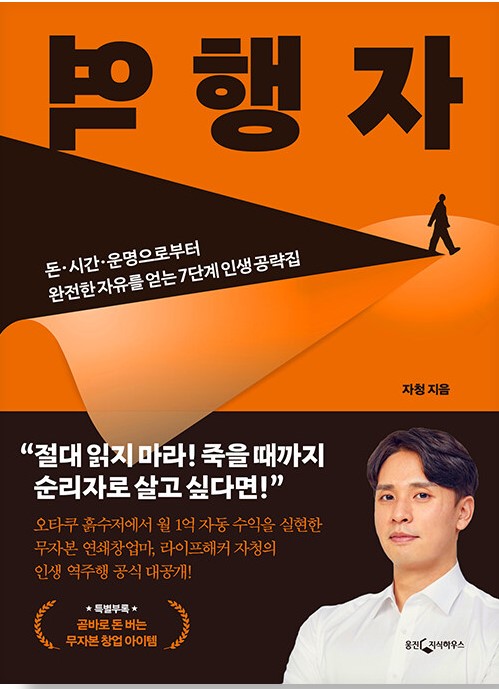 역행자
돈·시간·운명으로부터
완전한 자유를 얻는 7단계 인생 공략집
자청 지음
“절대 읽지 마라! 죽을 때까지
순리자로 살고 싶다면!”
오타쿠 흙수저에서 월 1억 자동 수익을 실현한
무자본 연쇄창업마, 라이프해커 자청의
인생 역주행 공식 대공개!
★ 특별부록 ★
곧바로 돈 버는
무자본 창업 아이템
웅진 지식하우스